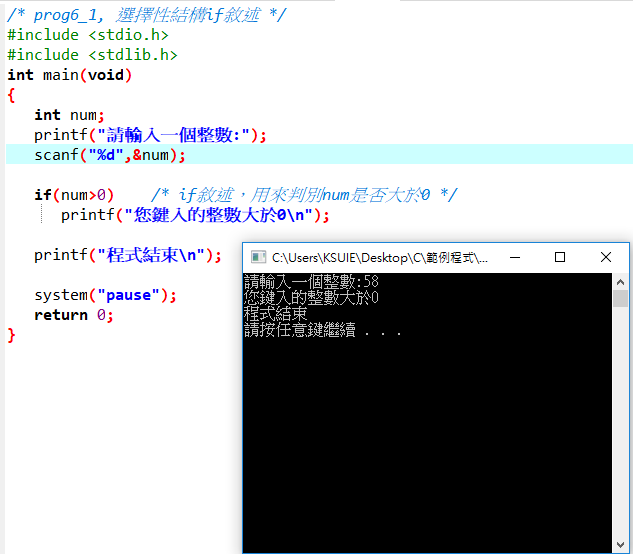 /* prog6_1, 選擇性結構if敘述 */
#include <stdio.h>
#include <stdlib.h>
int main(void)
{
int num;
printf("請輸入一個整數:");
scanf("%d",&num);
if(num>0) /* if敘述，用來判別num是否大於0 */
printf("您鍵入的整數大於0\n");
printf("程式結束\n");
system("pause");
return 0;
}
C:\Users\KSUIE\Desktop\C\範例程式\...
請輸入一個整數:58
您鍵入的整數大於0
程式結束
請按任意鍵繼續 . . .